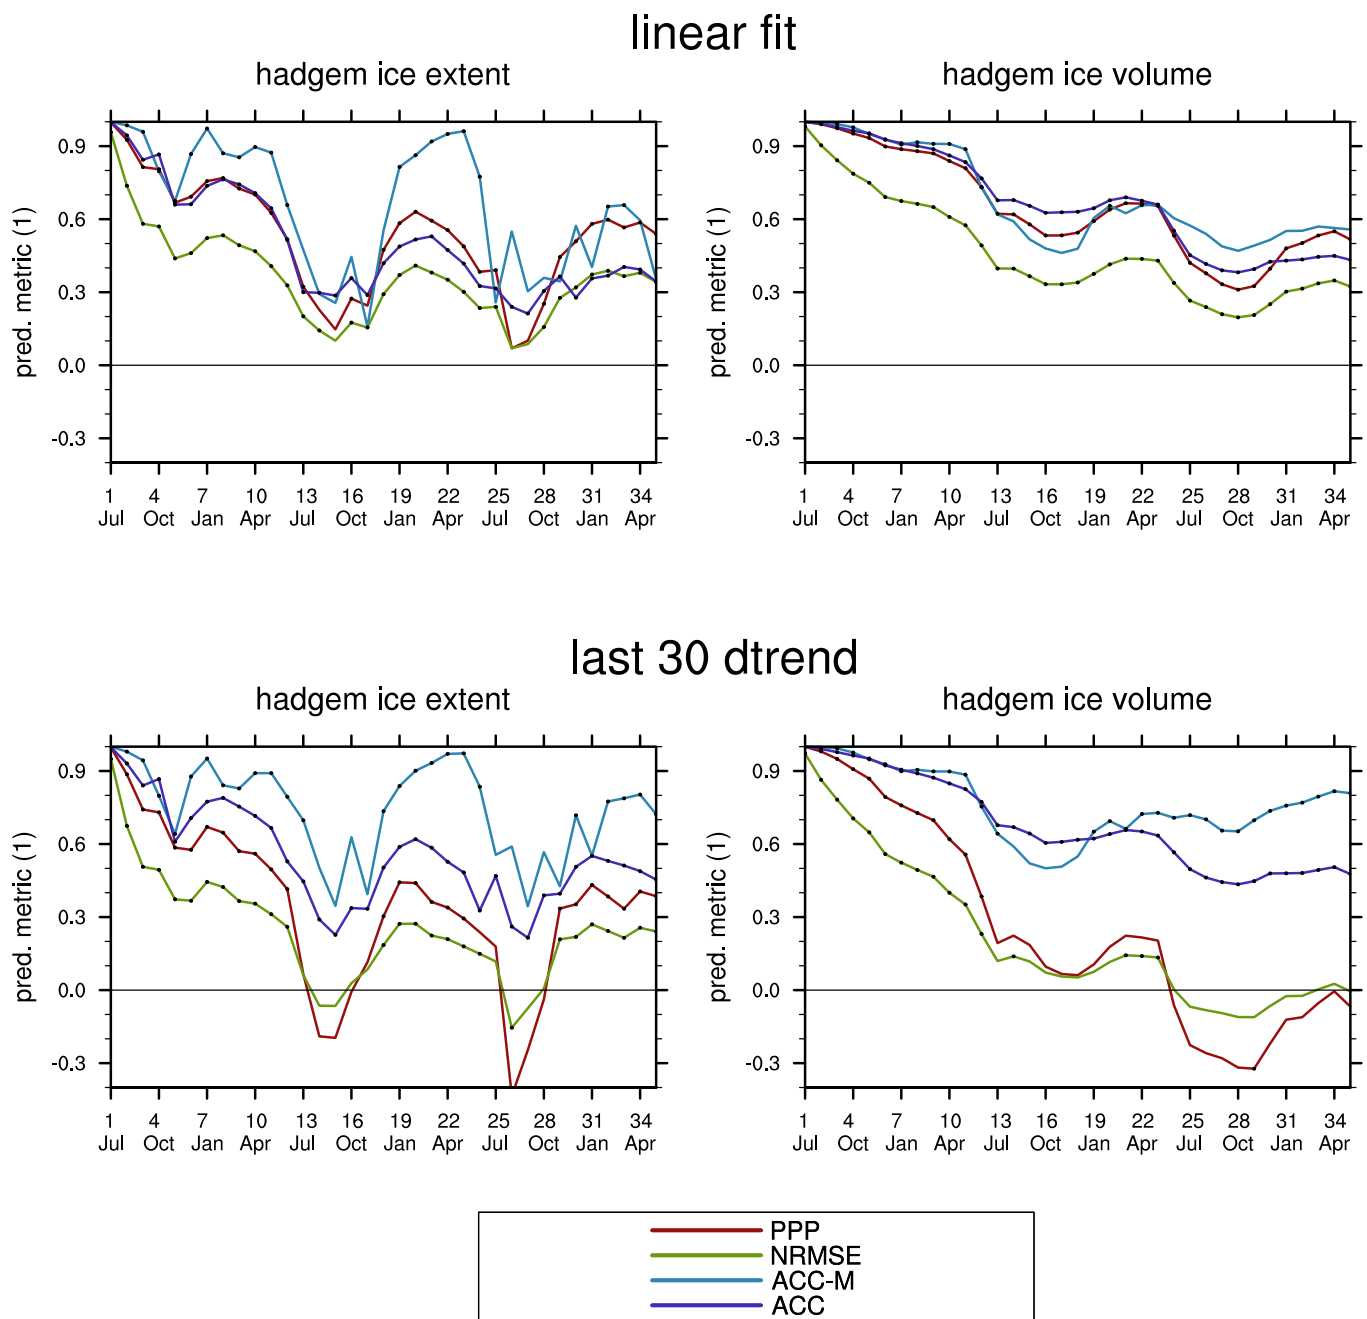 linear fit
hadgem ice extent
hadgem ice volume
pred. metric (1)
0.9
0.6
0.3
0.0
-0.3
1 4 7 10 13 16 19 22 25 28 31 34
Jul Oct Jan Apr Jul Oct Jan Apr Jul Oct Jan Apr
pred. metric (1)
0.9
0.6
0.3
0.0
-0.3
1 4 7 10 13 16 19 22 25 28 31 34
Jul Oct Jan Apr Jul Oct Jan Apr Jul Oct Jan Apr
last 30 dtrend
hadgem ice extent
hadgem ice volume
pred. metric (1)
0.9
0.6
0.3
0.0
-0.3
1 4 7 10 13 16 19 22 25 28 31 34
Jul Oct Jan Apr Jul Oct Jan Apr Jul Oct Jan Apr
pred. metric (1)
0.9
0.6
0.3
0.0
-0.3
1 4 7 10 13 16 19 22 25 28 31 34
Jul Oct Jan Apr Jul Oct Jan Apr Jul Oct Jan Apr
PPP
NRMSE
ACC-M
ACC